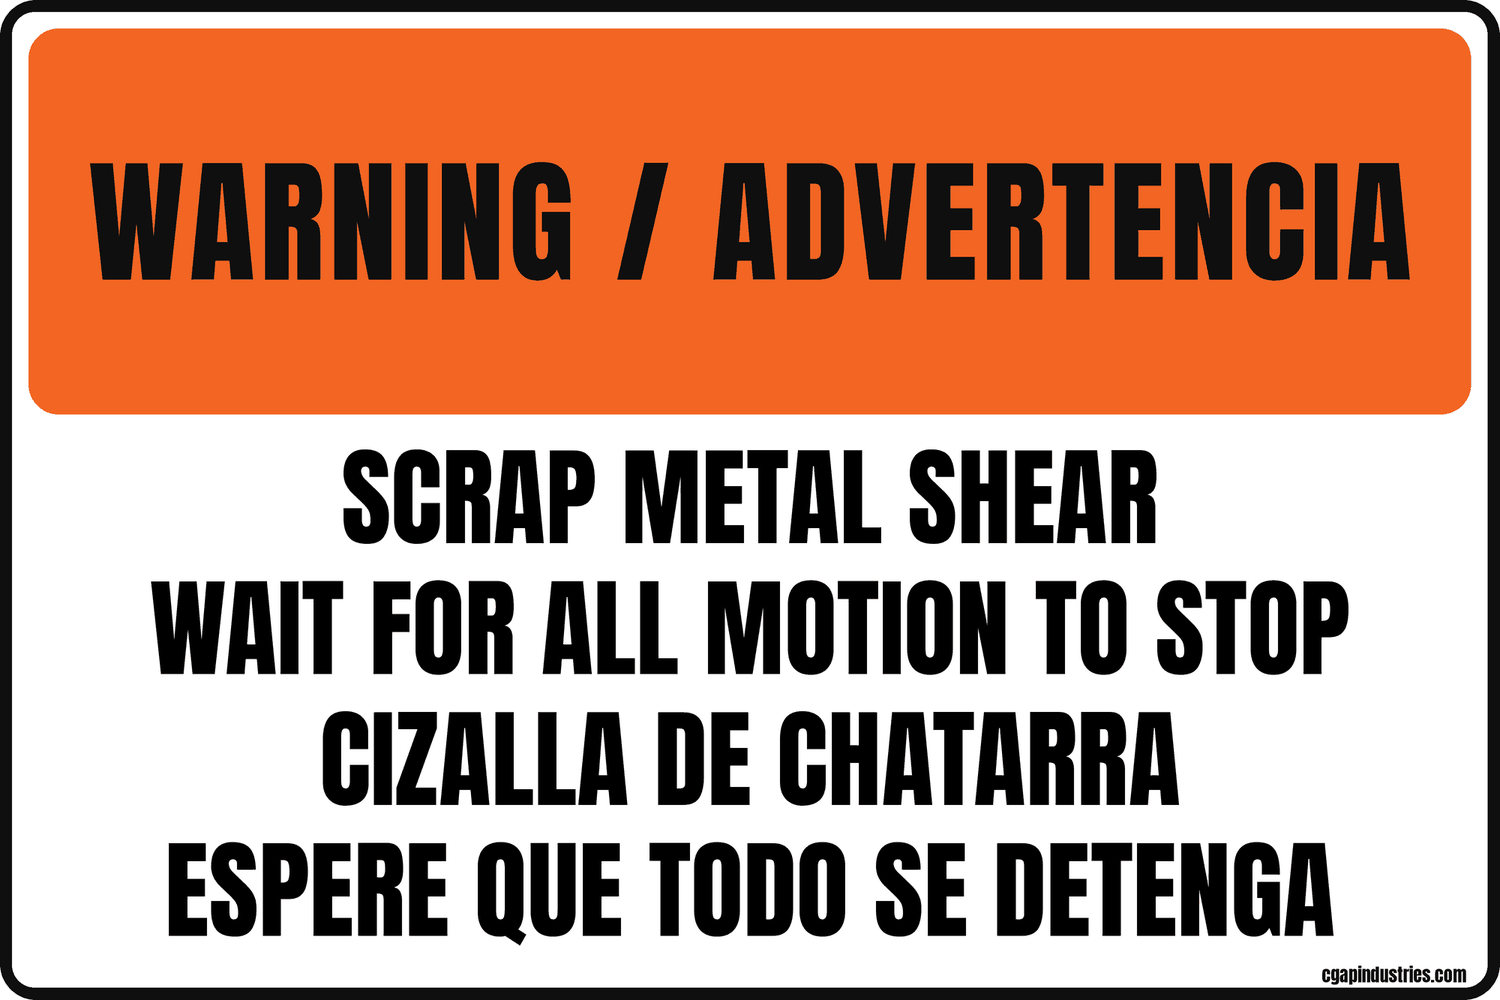 WARNING / ADVERTENCIA
SCRAP METAL SHEAR
WAIT FOR ALL MOTION TO STOP
CIZALLA DE CHATARRA
ESPERE QUE TODO SE DETENGA
cgapindustries.com